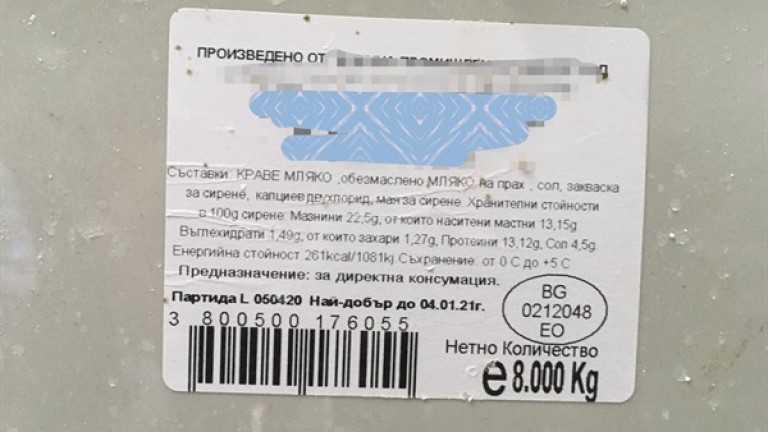 ПРОИЗВЕДЕНО ОТ
Съставки: КРАВЕ МЛЯКО ,обезмаслено МЛЯКО на прах , сол, закваска
за сирене, калциев дихлорид, мая за сирене. Хранителни стойности
в 100g сирене: Мазнини 22,5g, от които наситени мастни 13,15g
Въглехидрати 1,49g, от които захари 1,27g, Протеини 13,12g, Сол 4,5g.
Енергийна стойност 261kcal/1081kj Съхранение: от 0 С до +5 С
Предназначение: за директна консумация.
Партида L 050420 Най-добър до 04.01.21г.
3 800500 176055
BG
0212048
EO
Нетно Количество
e 8.000 Kg